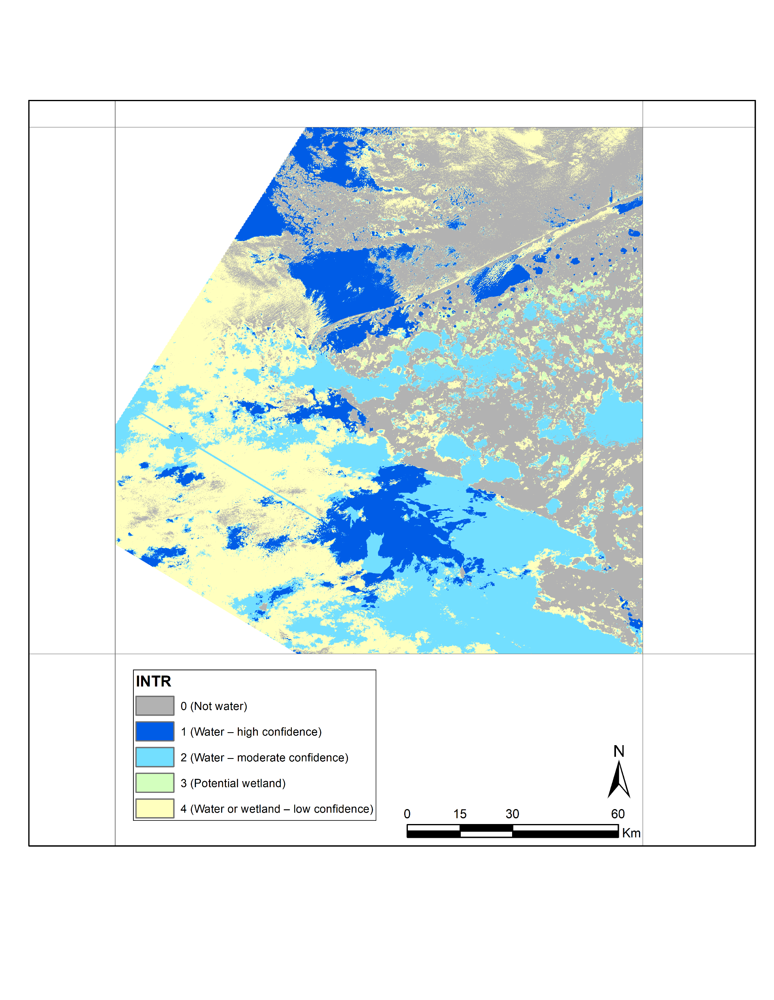 INTR
0 (Not water)
1 (Water – high confidence)
2 (Water – moderate confidence)
3 (Potential wetland)
4 (Water or wetland – low confidence)
N
0 15 30 60
Km